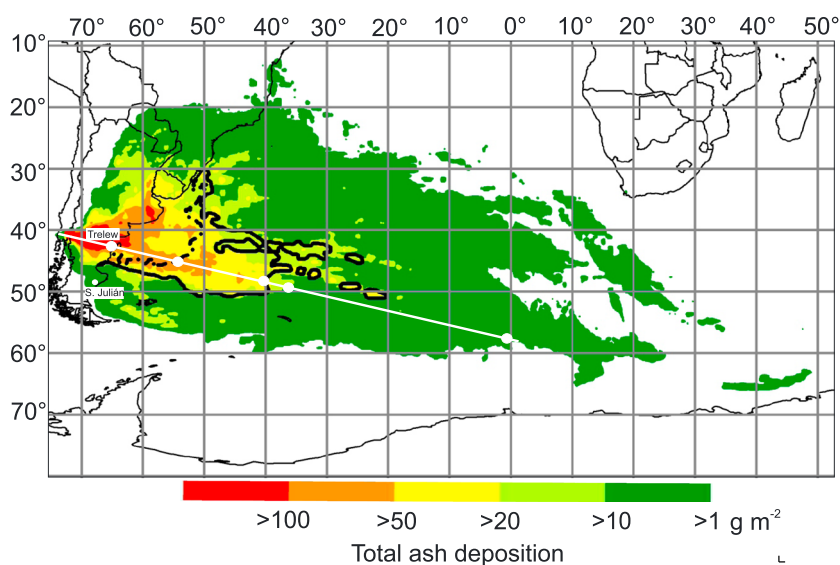 70° 60° 50° 40° 30° 20° 10° 0° 10° 20° 30° 40° 50°
10°
20°
30°
40°
50°
60°
70°
Trelew
S. Julián
>100 >50 >20 >10 >1 g m⁻²
Total ash deposition